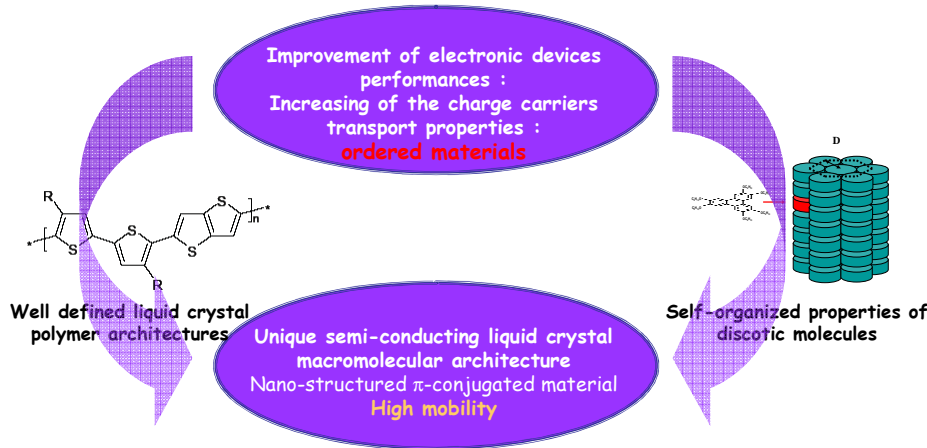 Improvement of electronic devices
performances :
Increasing of the charge carriers
transport properties :
ordered materials
D
R
S
S
S
S
R
*
n
*
Well defined liquid crystal
polymer architectures
Self-organized properties of
discotic molecules
Unique semi-conducting liquid crystal
macromolecular architecture
Nano-structured π-conjugated material
High mobility